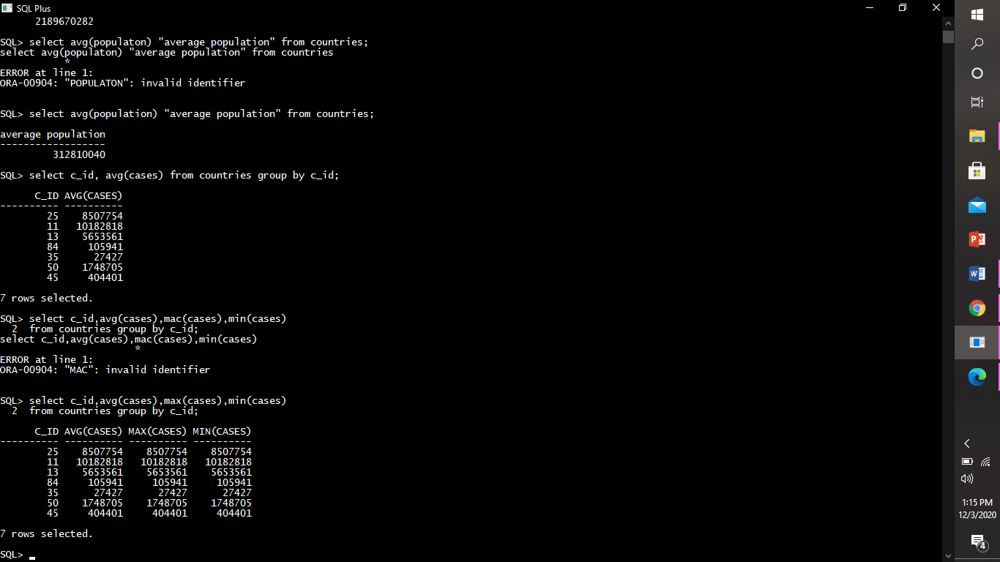 SQL Plus
2189670282
SQL> select avg(populaton) "average population" from countries;
select avg(populaton) "average population" from countries
*
ERROR at line 1:
ORA-00904: "POPULATON": invalid identifier
SQL> select avg(population) "average population" from countries;
average population
------------------
312810040
SQL> select c_id, avg(cases) from countries group by c_id;
C_ID AVG(CASES)
---------- ----------
25 8507754
11 10182818
13 5653561
84 105941
35 27427
50 1748705
45 404401
7 rows selected.
SQL> select c_id,avg(cases),mac(cases),min(cases)
2 from countries group by c_id;
select c_id,avg(cases),mac(cases),min(cases)
*
ERROR at line 1:
ORA-00904: "MAC": invalid identifier
SQL> select c_id,avg(cases),max(cases),min(cases)
2 from countries group by c_id;
C_ID AVG(CASES) MAX(CASES) MIN(CASES)
---------- ---------- ---------- ----------
25 8507754 8507754 8507754
11 10182818 10182818 10182818
13 5653561 5653561 5653561
84 105941 105941 105941
35 27427 27427 27427
50 1748705 1748705 1748705
45 404401 404401 404401
7 rows selected.
SQL>
P
W
1:15 PM
12/3/2020
4